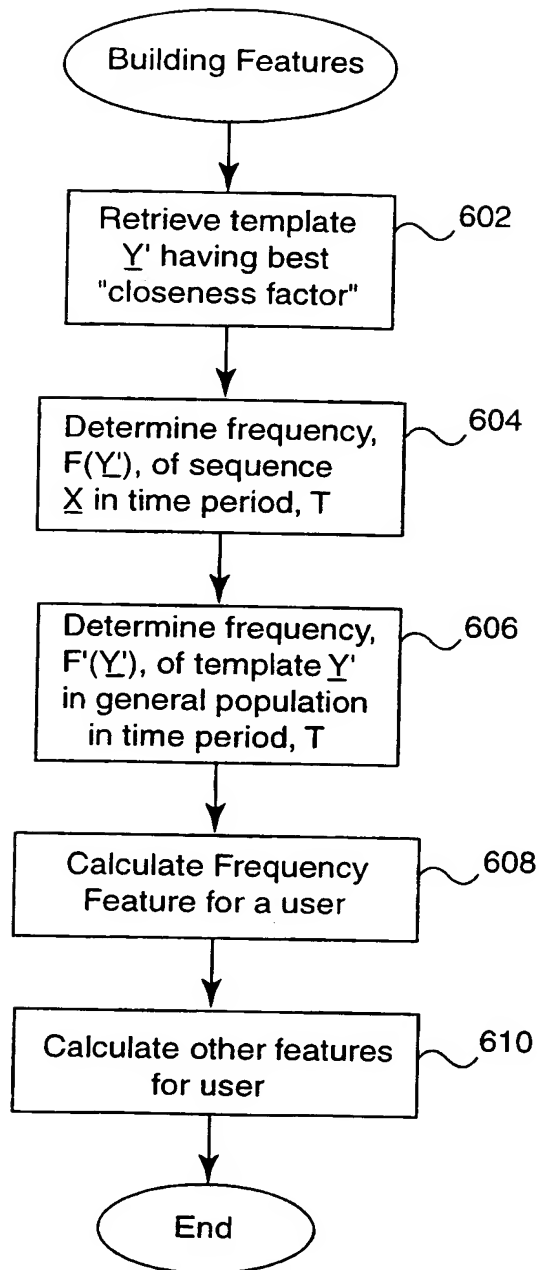 Building Features
Retrieve template
Y' having best
"closeness factor"
602
Determine frequency,
F(Y'), of sequence
X in time period, T
604
Determine frequency,
F'(Y'), of template Y'
in general population
in time period, T
606
Calculate Frequency
Feature for a user
608
Calculate other features
for user
610
End